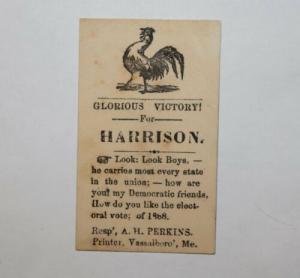 GLORIOUS VICTORY!
For
HARRISON.
☞ Look: Look Boys, —
he carries most every state
in the union; — how are
you? my Democratic friends,
How do you like the elect-
oral vote; of 1888.
Resp', A. H. PERKINS.
Printer, Vassalboro', Me.